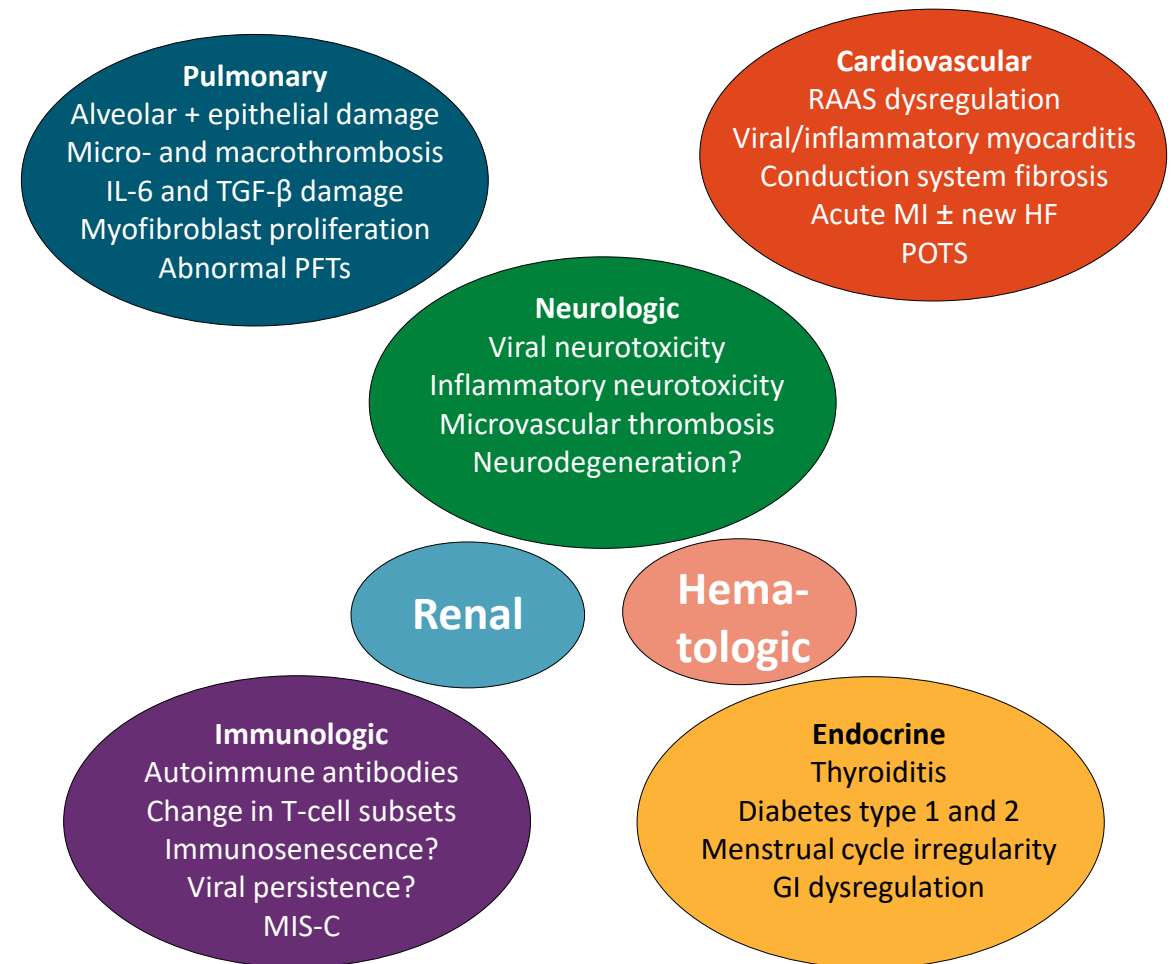 Pulmonary
Alveolar + epithelial damage
Micro- and macrothrombosis
IL-6 and TGF-β damage
Myofibroblast proliferation
Abnormal PFTs
Cardiovascular
RAAS dysregulation
Viral/inflammatory myocarditis
Conduction system fibrosis
Acute MI ± new HF
POTS
Neurologic
Viral neurotoxicity
Inflammatory neurotoxicity
Microvascular thrombosis
Neurodegeneration?
Renal
Hema-
tologic
Immunologic
Autoimmune antibodies
Change in T-cell subsets
Immunosenescence?
Viral persistence?
MIS-C
Endocrine
Thyroiditis
Diabetes type 1 and 2
Menstrual cycle irregularity
GI dysregulation